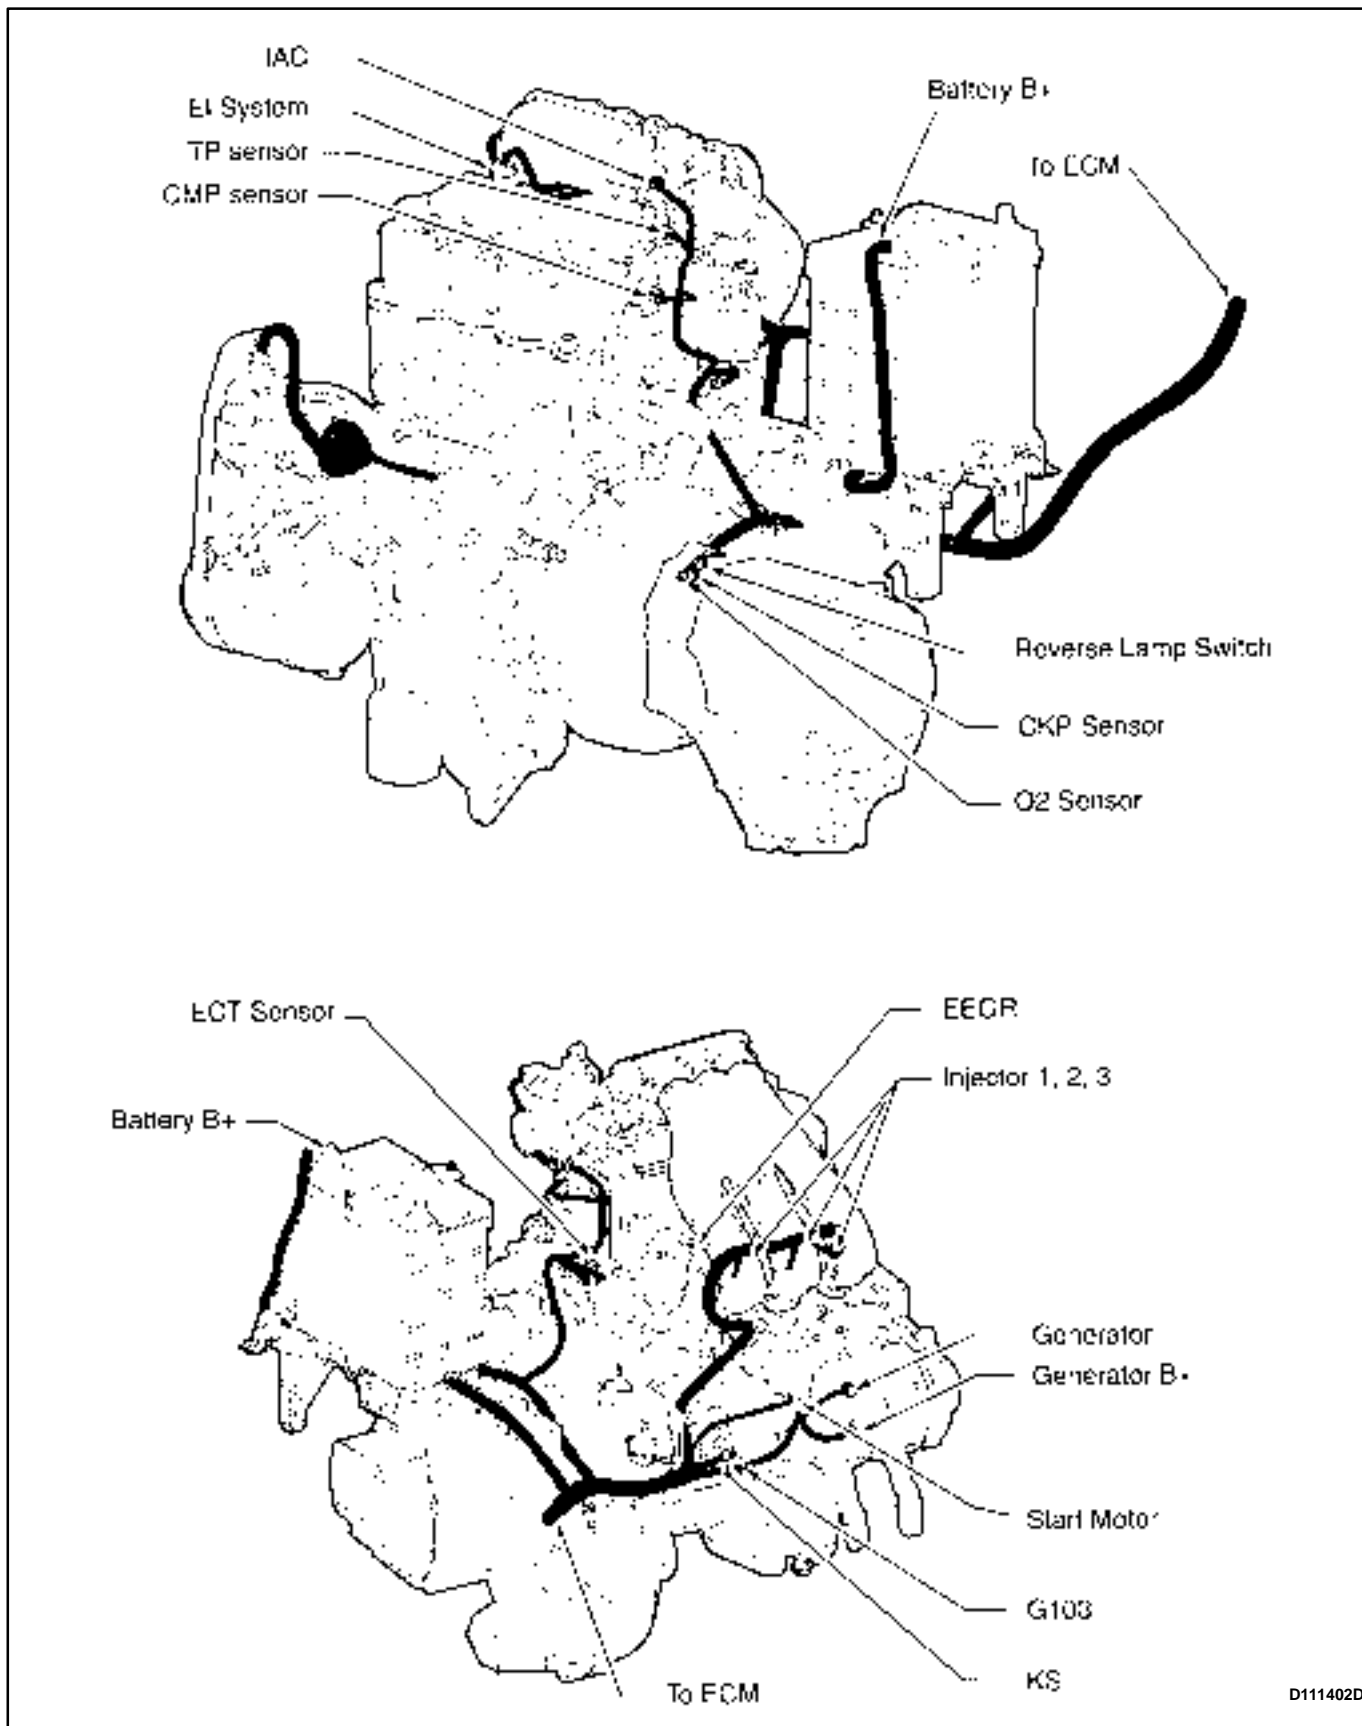 IAC
EI System
TP sensor
CMP sensor
Battery B+
To ECM
Reverse Lamp Switch
CKP Sensor
O2 Sensor
ECT Sensor
Battery B+
EEGR
Injector 1, 2, 3
Generator
Generator B+
Start Motor
G103
KS
To ECM
D111402D